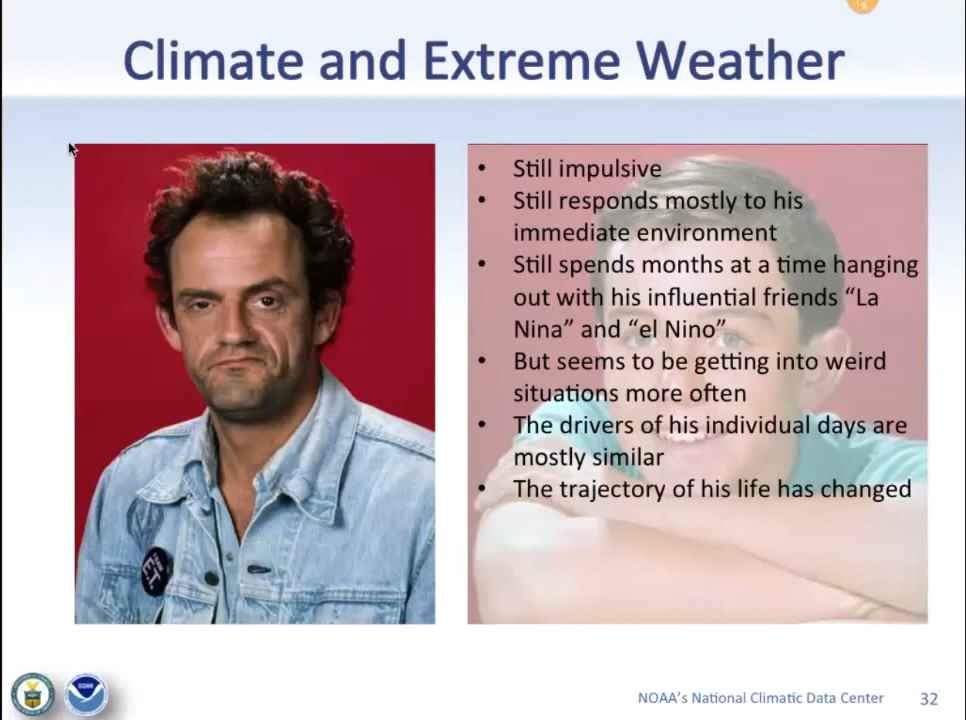 Climate and Extreme Weather
• Still impulsive
• Still responds mostly to his
immediate environment
• Still spends months at a time hanging
out with his influential friends “La
Nina” and “el Nino”
• But seems to be getting into weird
situations more often
• The drivers of his individual days are
mostly similar
• The trajectory of his life has changed
NOAA's National Climatic Data Center
32